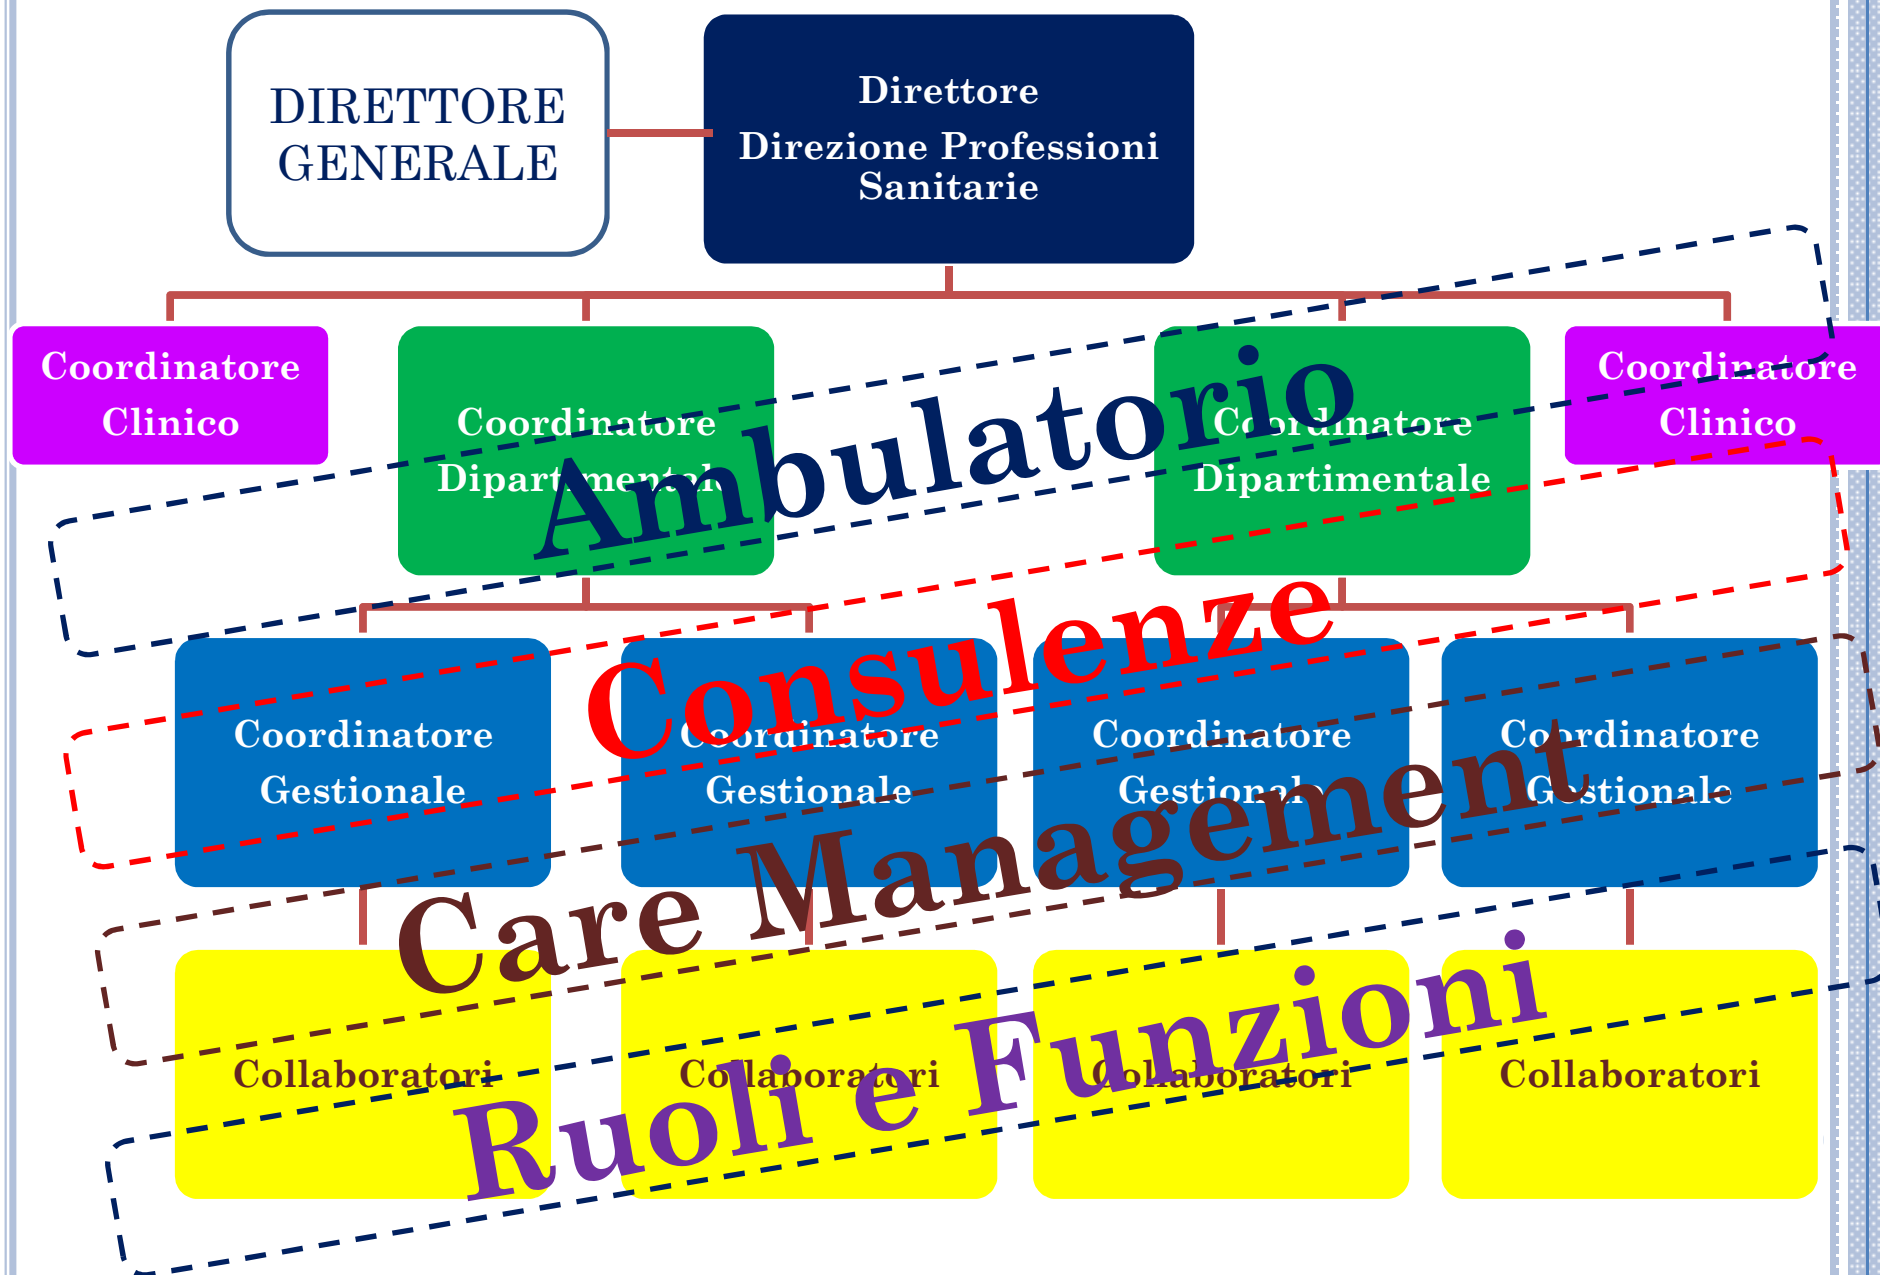 DIRETTORE
GENERALE
Direttore
Direzione Professioni
Sanitarie
Coordinatore
Clinico
Coordinatore
Dipartimentale
Coordinatore
Dipartimentale
Coordinatore
Clinico
Ambulatorio
Consulenze
Coordinatore
Gestionale
Coordinatore
Gestionale
Coordinatore
Gestionale
Coordinatore
Gestionale
Care Management
Collaboratori
Collaboratori
Collaboratori
Collaboratori
Ruoli e Funzioni